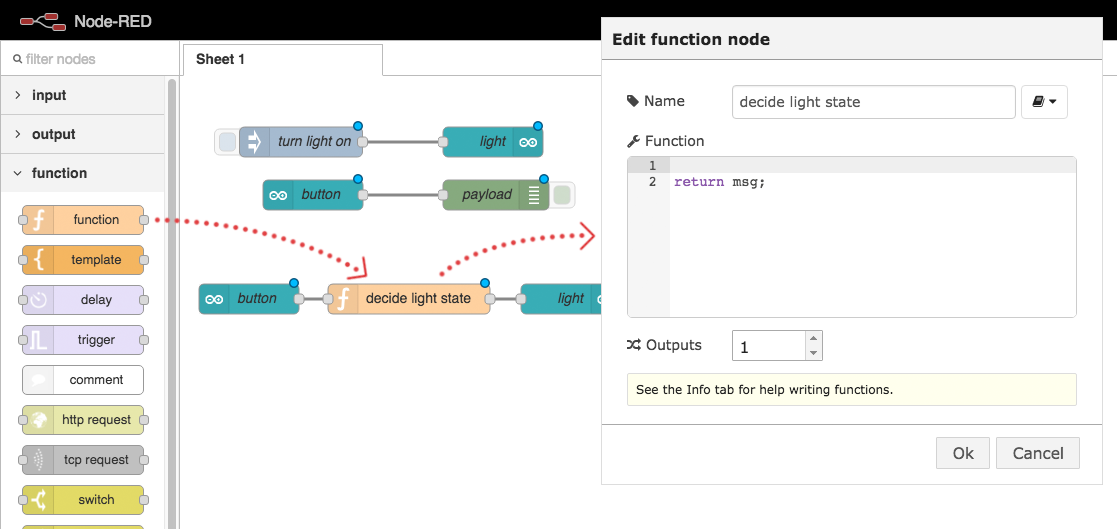 Node-RED
filter nodes
Sheet 1
input
output
function
function
template
delay
trigger
comment
http request
tcp request
switch
turn light on
light
button
payload
button
decide light state
light
Edit function node
Name
decide light state
Function
1
2 return msg;
Outputs
1
See the Info tab for help writing functions.
Ok
Cancel